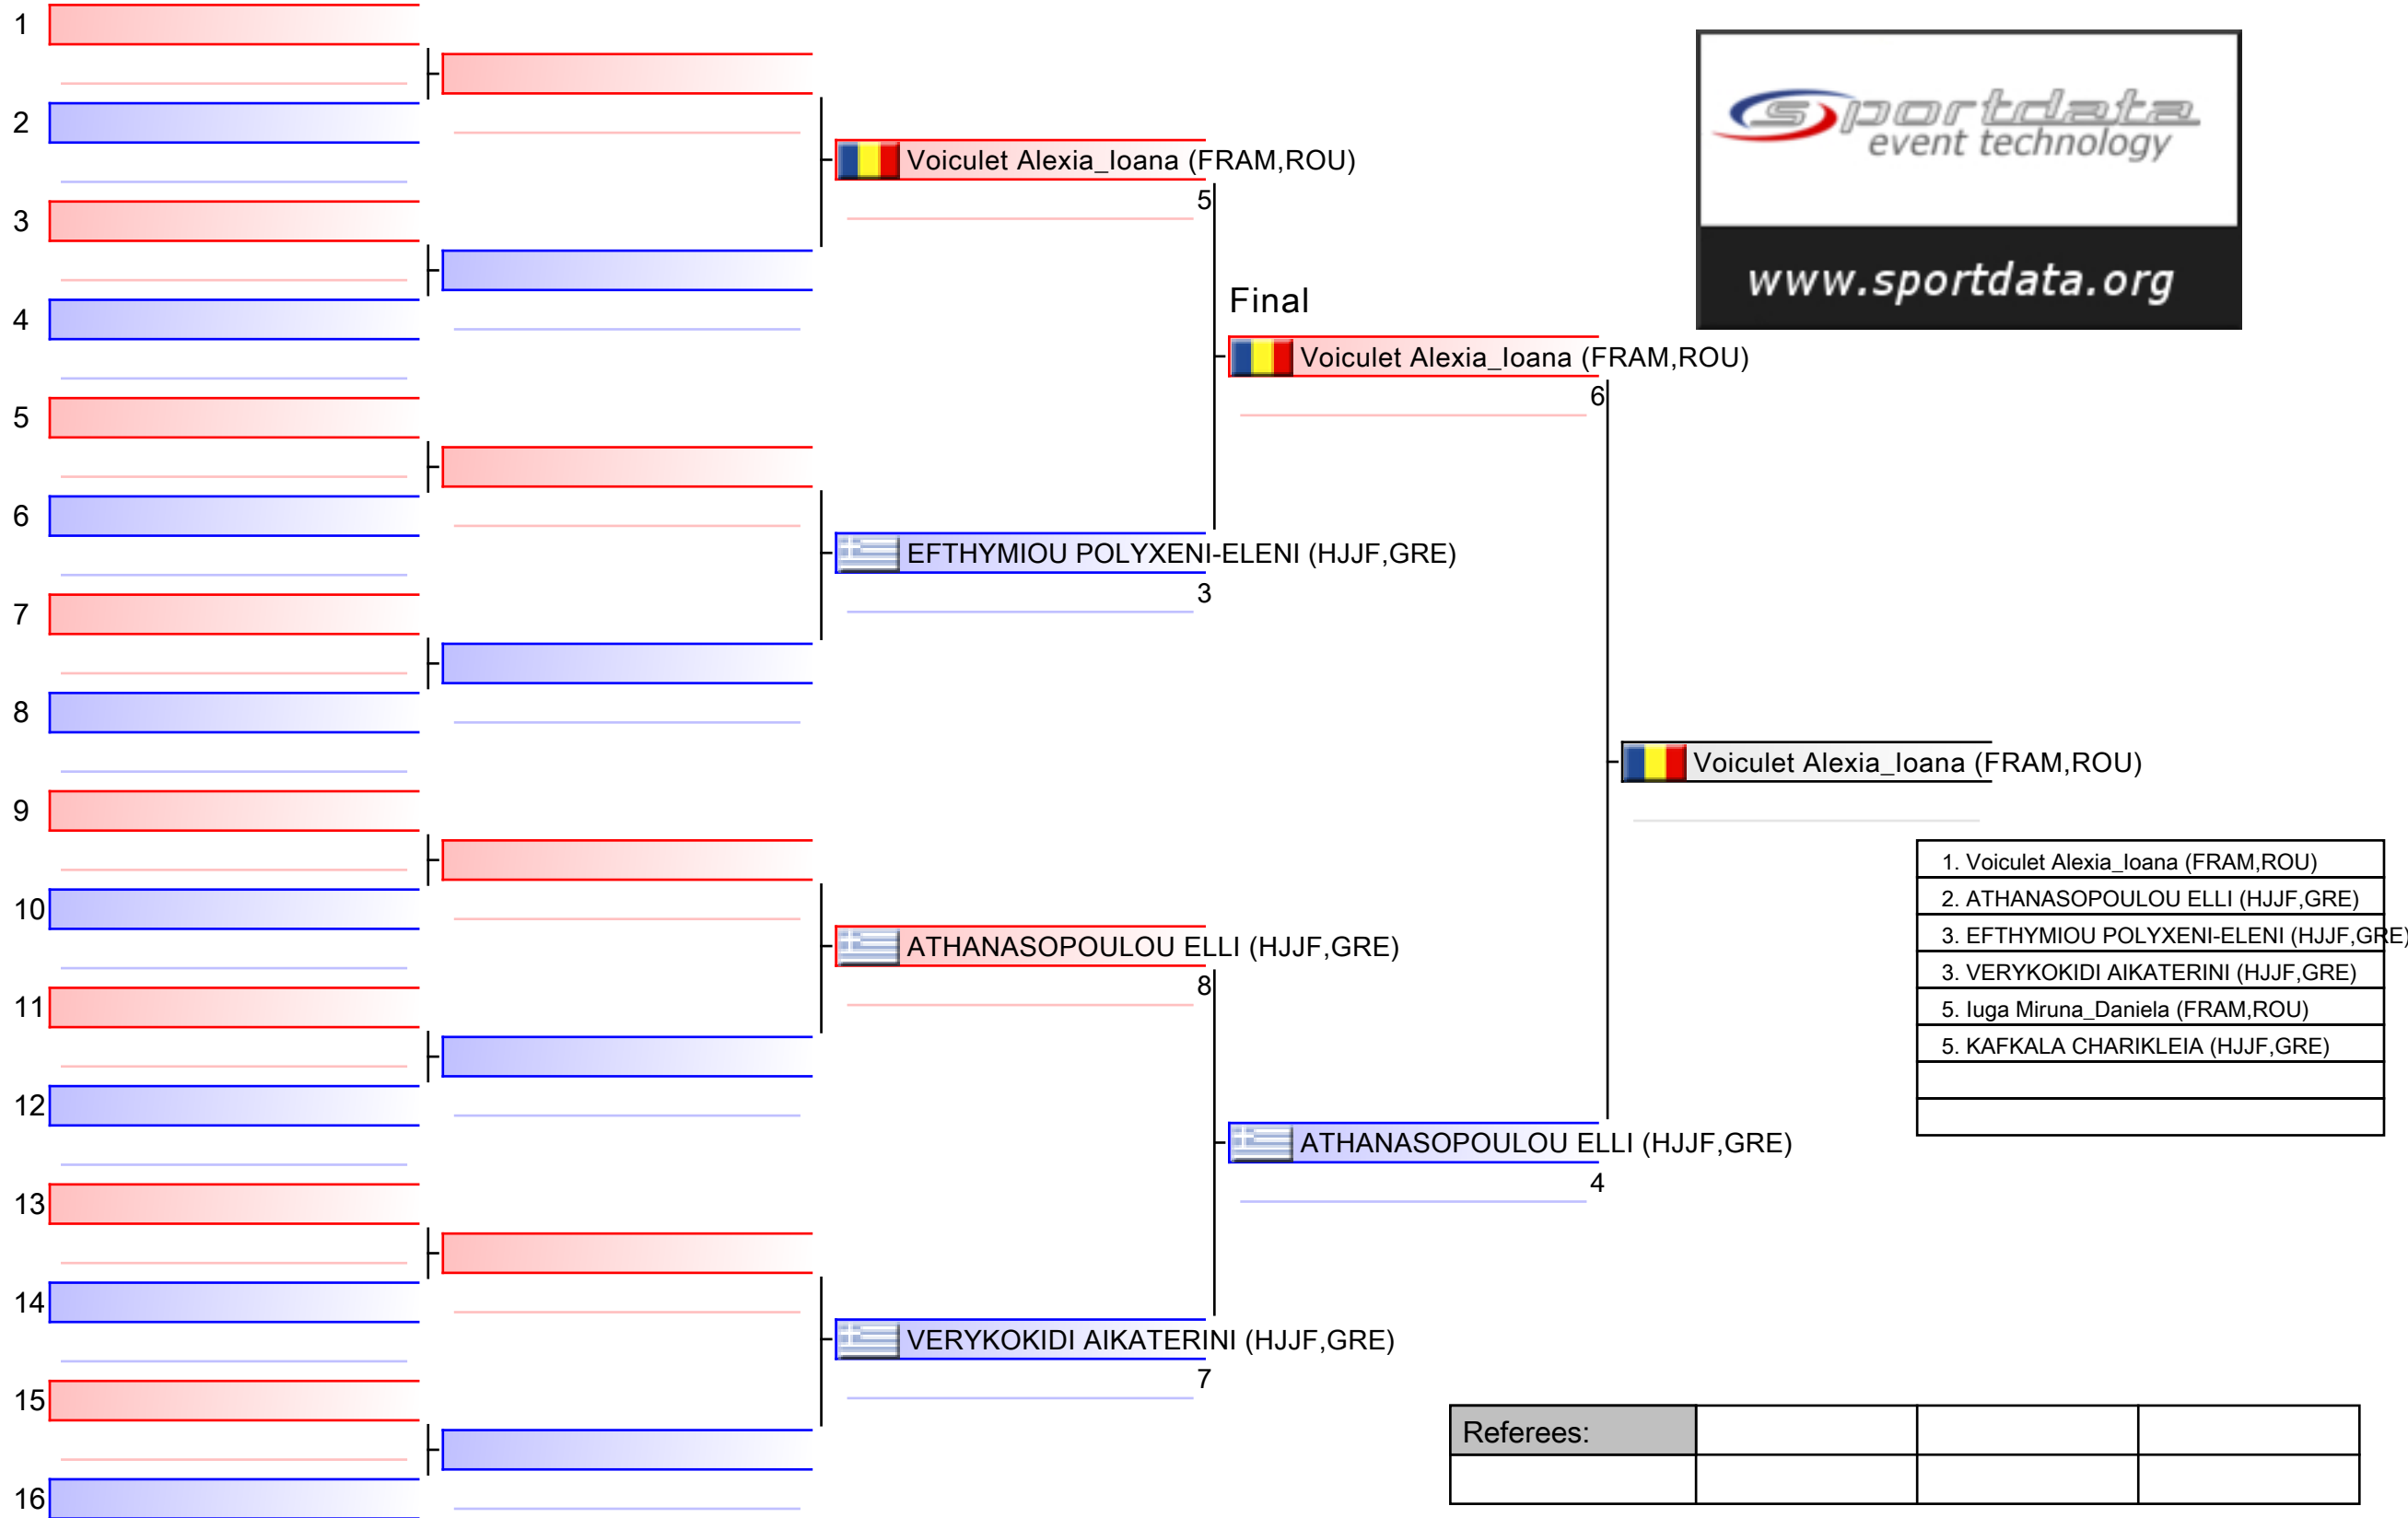 1
2
3
4
5
6
7
8
9
10
11
12
13
14
15
16
Voiculet Alexia_Ioana (FRAM,ROU)
5
EFTHYMIOU POLYXENI-ELENI (HJJF,GRE)
3
ATHANASOPOULOU ELLI (HJJF,GRE)
8
VERYKOKIDI AIKATERINI (HJJF,GRE)
7
Final
Voiculet Alexia_Ioana (FRAM,ROU)
6
ATHANASOPOULOU ELLI (HJJF,GRE)
4
Voiculet Alexia_Ioana (FRAM,ROU)
sportdata
event technology
www.sportdata.org
1. Voiculet Alexia_Ioana (FRAM,ROU)
2. ATHANASOPOULOU ELLI (HJJF,GRE)
3. EFTHYMIOU POLYXENI-ELENI (HJJF,GRE)
3. VERYKOKIDI AIKATERINI (HJJF,GRE)
5. Iuga Miruna_Daniela (FRAM,ROU)
5. KAFKALA CHARIKLEIA (HJJF,GRE)
Referees: